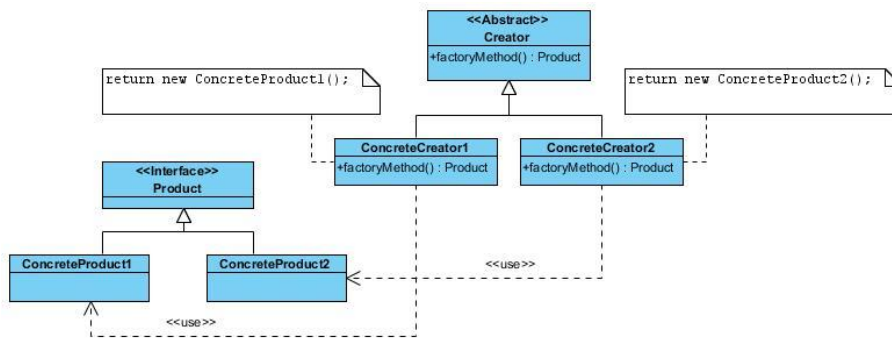 <<Abstract>>
Creator
+factoryMethod() : Product
return new ConcreteProduct1();
return new ConcreteProduct2();
ConcreteCreator1
+factoryMethod() : Product
ConcreteCreator2
+factoryMethod() : Product
<<Interface>>
Product
ConcreteProduct1
ConcreteProduct2
<<use>>
<<use>>